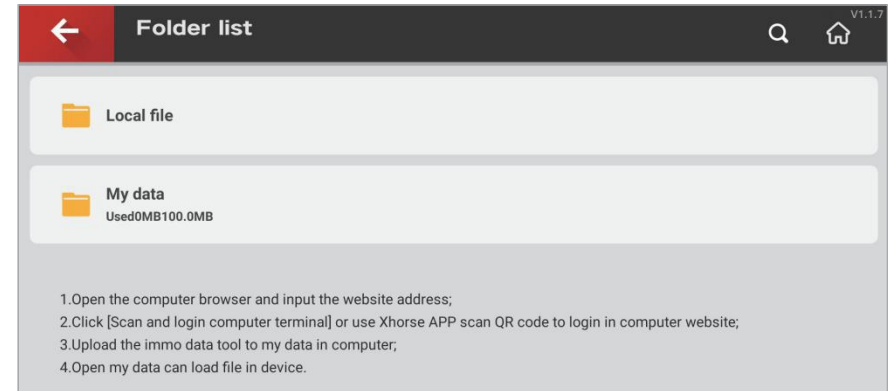 Folder list
V1.1.7
Local file
My data
Used0MB100.0MB
1.Open the computer browser and input the website address;
2.Click [Scan and login computer terminal] or use Xhorse APP scan QR code to login in computer website;
3.Upload the immo data tool to my data in computer;
4.Open my data can load file in device.